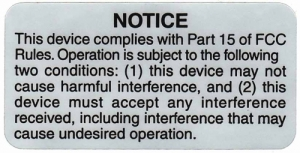 NOTICE
This device complies with Part 15 of FCC
Rules. Operation is subject to the following
two conditions: (1) this device may not
cause harmful interference, and (2) this
device must accept any interference
received, including interference that may
cause undesired operation.